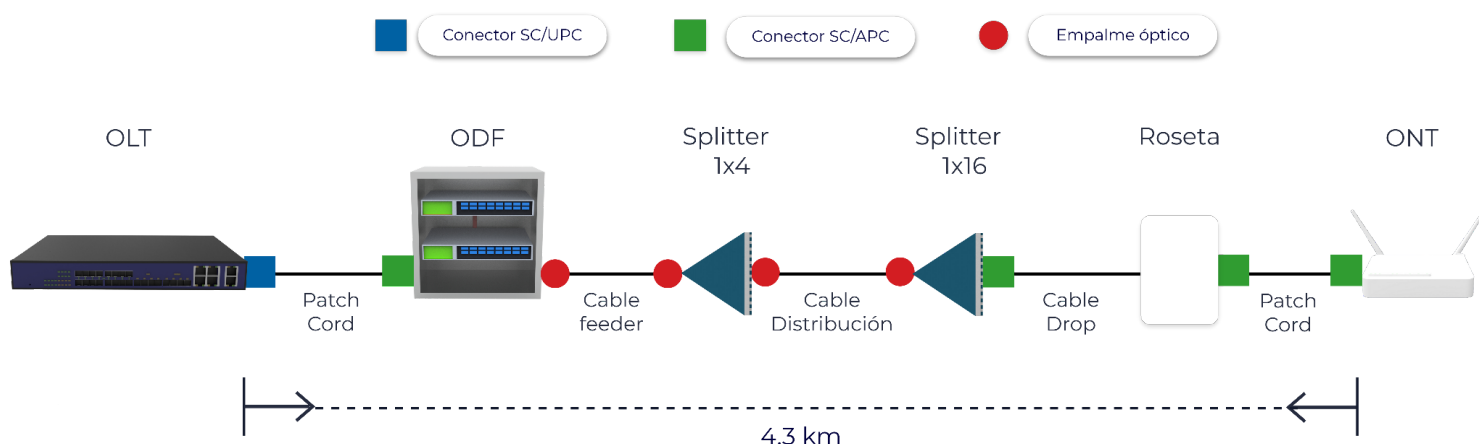 Conector SC/UPC
Conector SC/APC
Empalme óptico
OLT
ODF
Splitter
1x4
Splitter
1x16
Roseta
ONT
Patch
Cord
Cable
feeder
Cable
Distribución
Cable
Drop
Patch
Cord
4.3 km